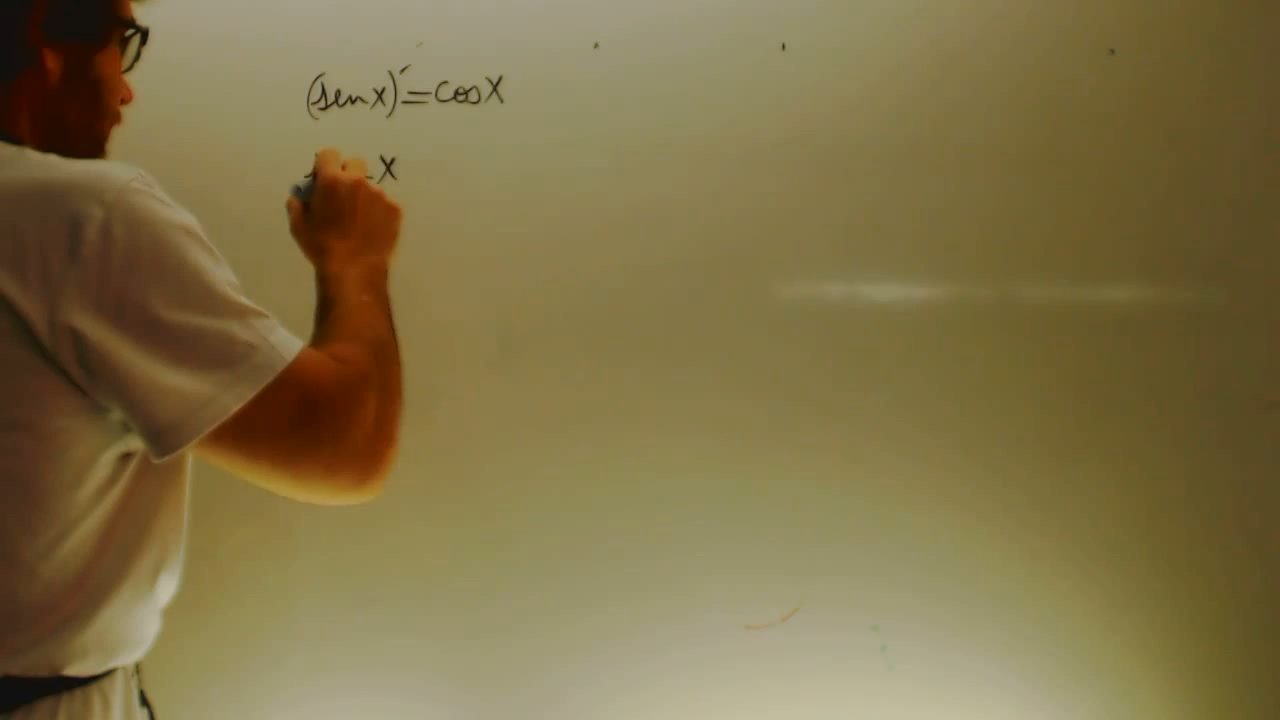 (sen x)´=cos x
x